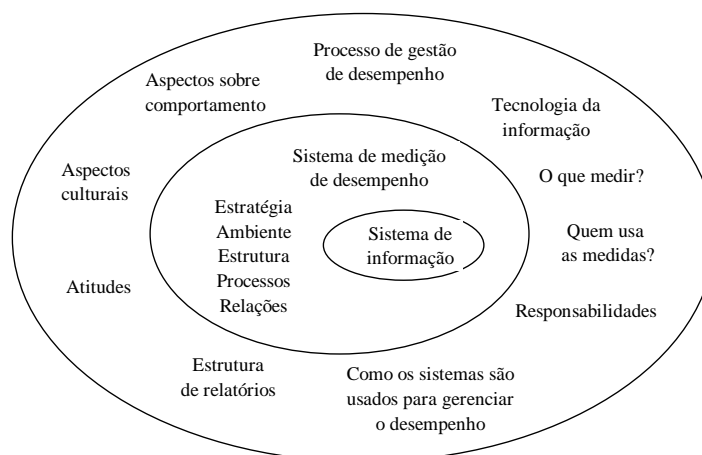 Processo de gestão
de desempenho
Aspectos sobre
comportamento
Tecnologia da
informação
Sistema de medição
de desempenho
Aspectos
culturais
O que medir?
Estratégia
Ambiente
Estrutura
Processos
Relações
Sistema de
informação
Quem usa
as medidas?
Atitudes
Responsabilidades
Estrutura
de relatórios
Como os sistemas são
usados para gerenciar
o desempenho